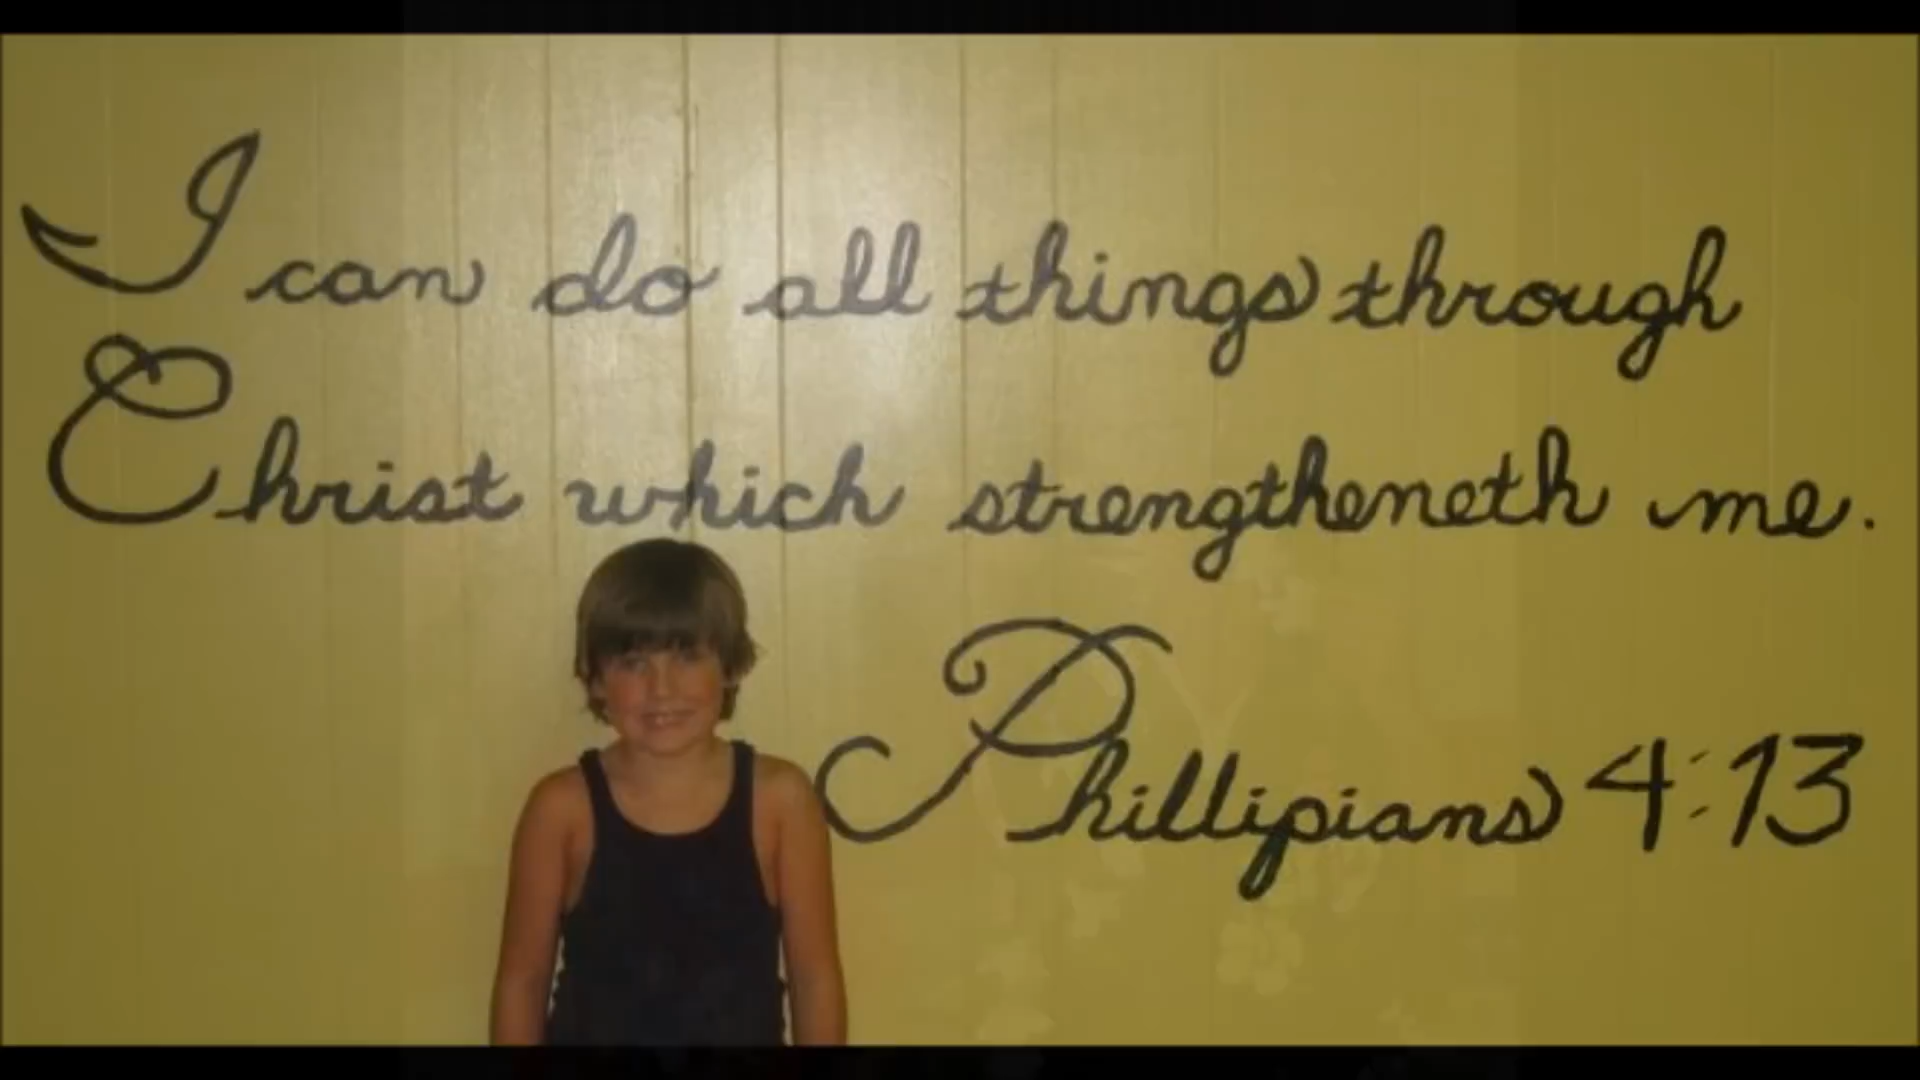 I can do all things through
Christ which strengtheneth me.
Phillipians 4:13